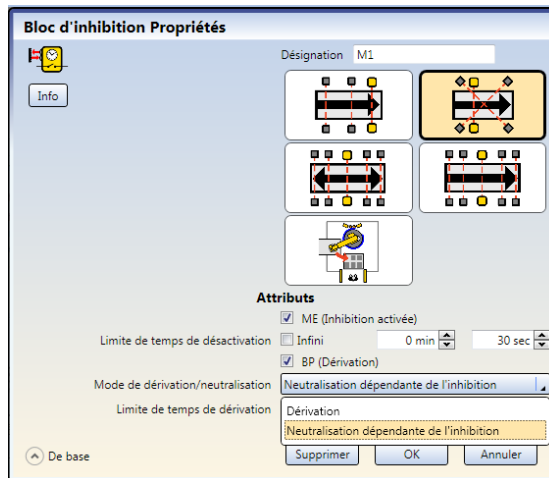 Bloc d'inhibition Propriétés
Désignation M1
Info
Attributs
ME (Inhibition activée)
Limite de temps de désactivation Infini 0 min 30 sec
BP (Dérivation)
Mode de dérivation/neutralisation Neutralisation dépendante de l'inhibition
Limite de temps de dérivation Dérivation
Neutralisation dépendante de l'inhibition
De base Supprimer OK Annuler